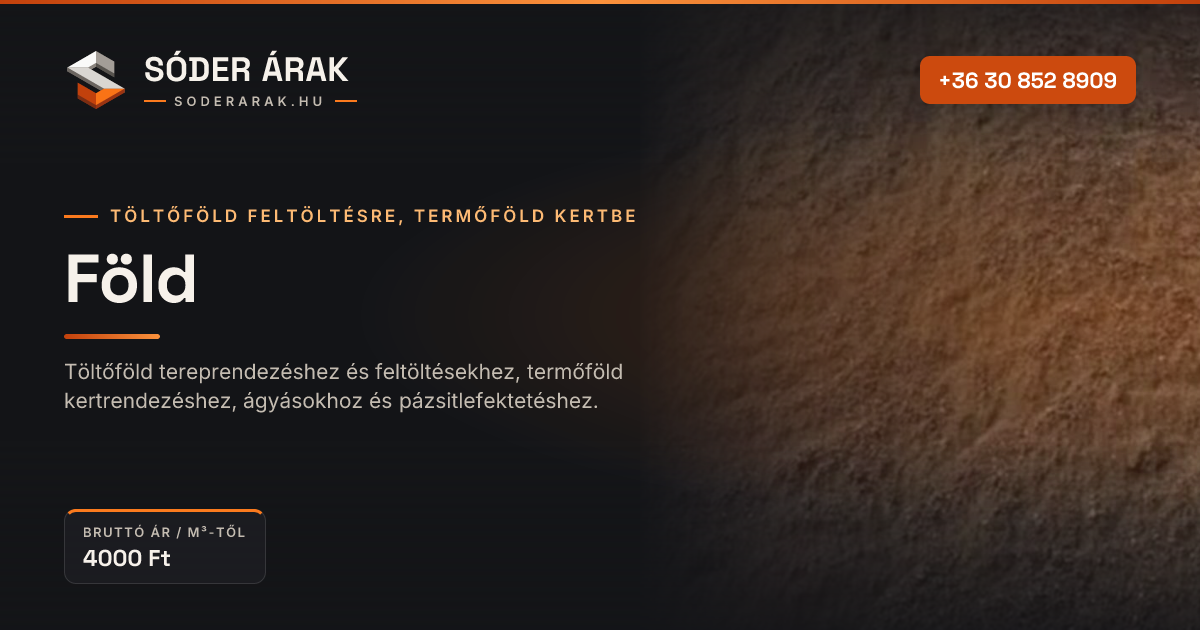 SÓDER ÁRAK
SODERARAK.HU
+36 30 852 8909
TÖLTŐFÖLD FELTÖLTÉSRE, TERMŐFÖLD KERTBE
Föld
Töltőföld tereprendezéshez és feltöltésekhez, termőföld
kertrendezéshez, ágyásokhoz és pázsitlefektetéshez.
BRUTTÓ ÁR / M³-TŐL
4000 Ft